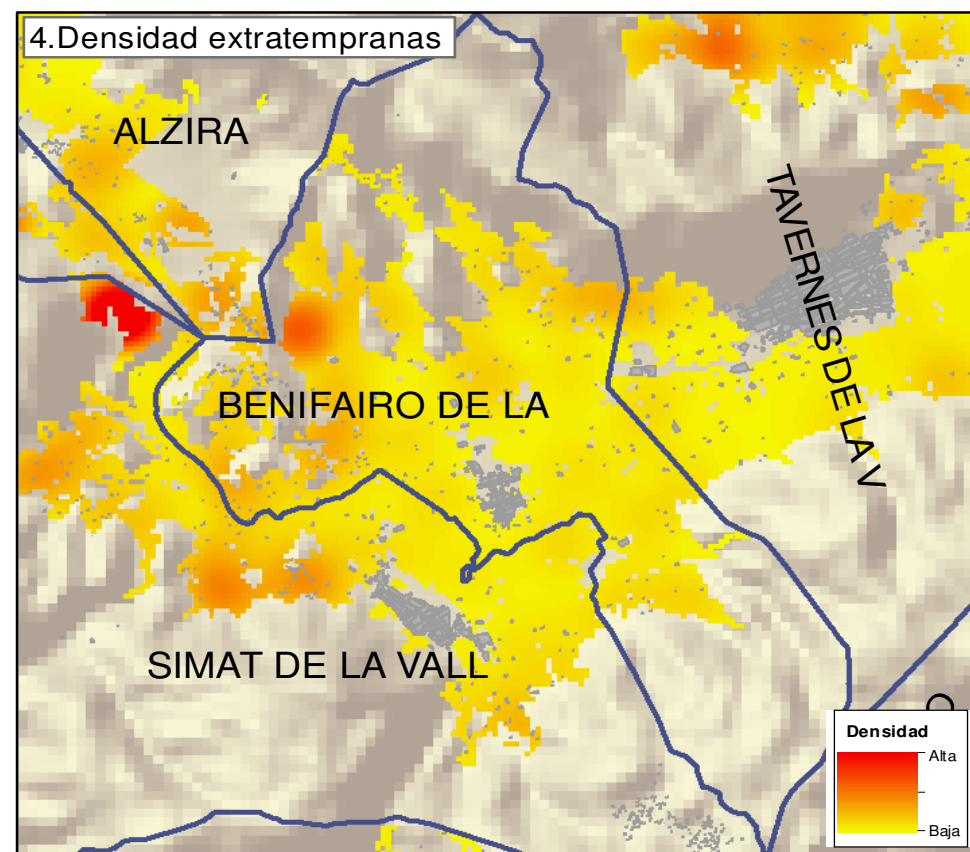 4.Densidad extratempranas
ALZIRA
TAVERNES DE LA V
BENIFAIRO DE LA
SIMAT DE LA VALL
Densidad
Alta
Baja